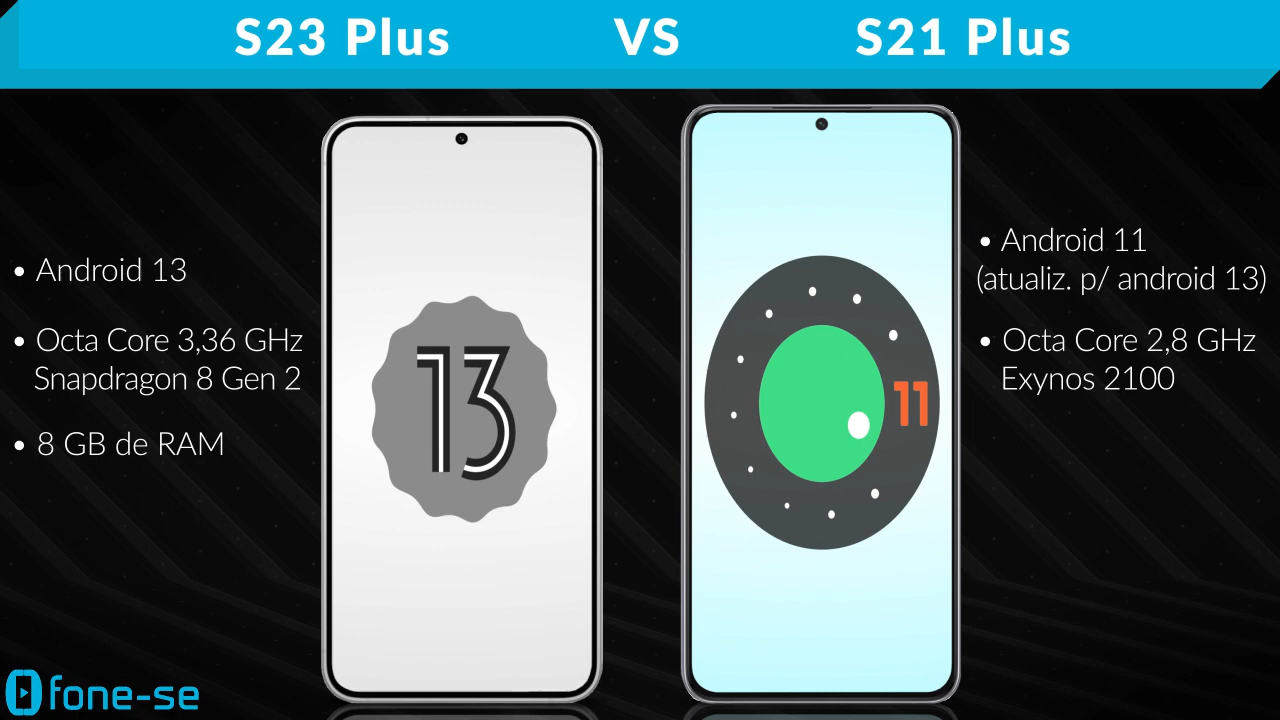 S23 Plus VS S21 Plus
• Android 13
• Octa Core 3,36 GHz
Snapdragon 8 Gen 2
• 8 GB de RAM
13
• Android 11
(atualiz. p/ android 13)
• Octa Core 2,8 GHz
Exynos 2100
11
fone-se